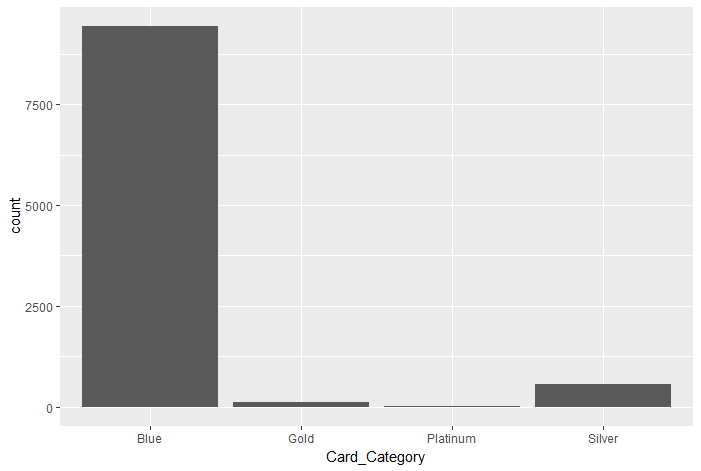 count
7500
5000
2500
0
Blue Gold Platinum Silver
Card_Category